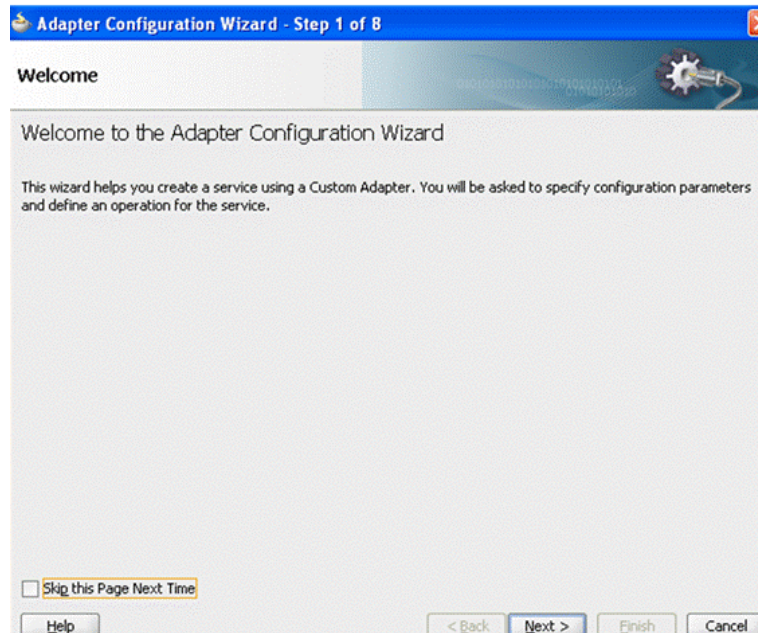 Adapter Configuration Wizard - Step 1 of 8
Welcome
Welcome to the Adapter Configuration Wizard
This wizard helps you create a service using a Custom Adapter. You will be asked to specify configuration parameters
and define an operation for the service.
Skip this Page Next Time
Help
< Back
Next >
Finish
Cancel